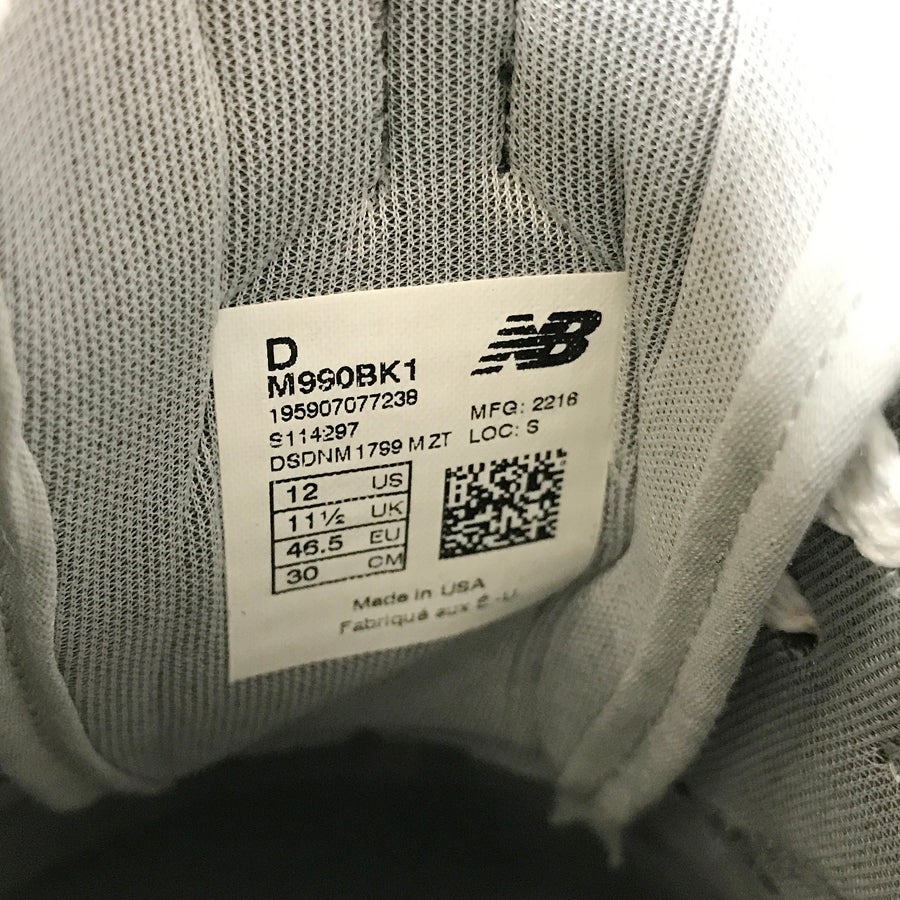 D
NB
M990BK1
195907077238
MFG: 2216
S114297
LOC: S
DSDNM1799 MZT
12 US
11½ UK
46.5 EU
30 CM
Made in USA
Fabriqué aux É.-U.